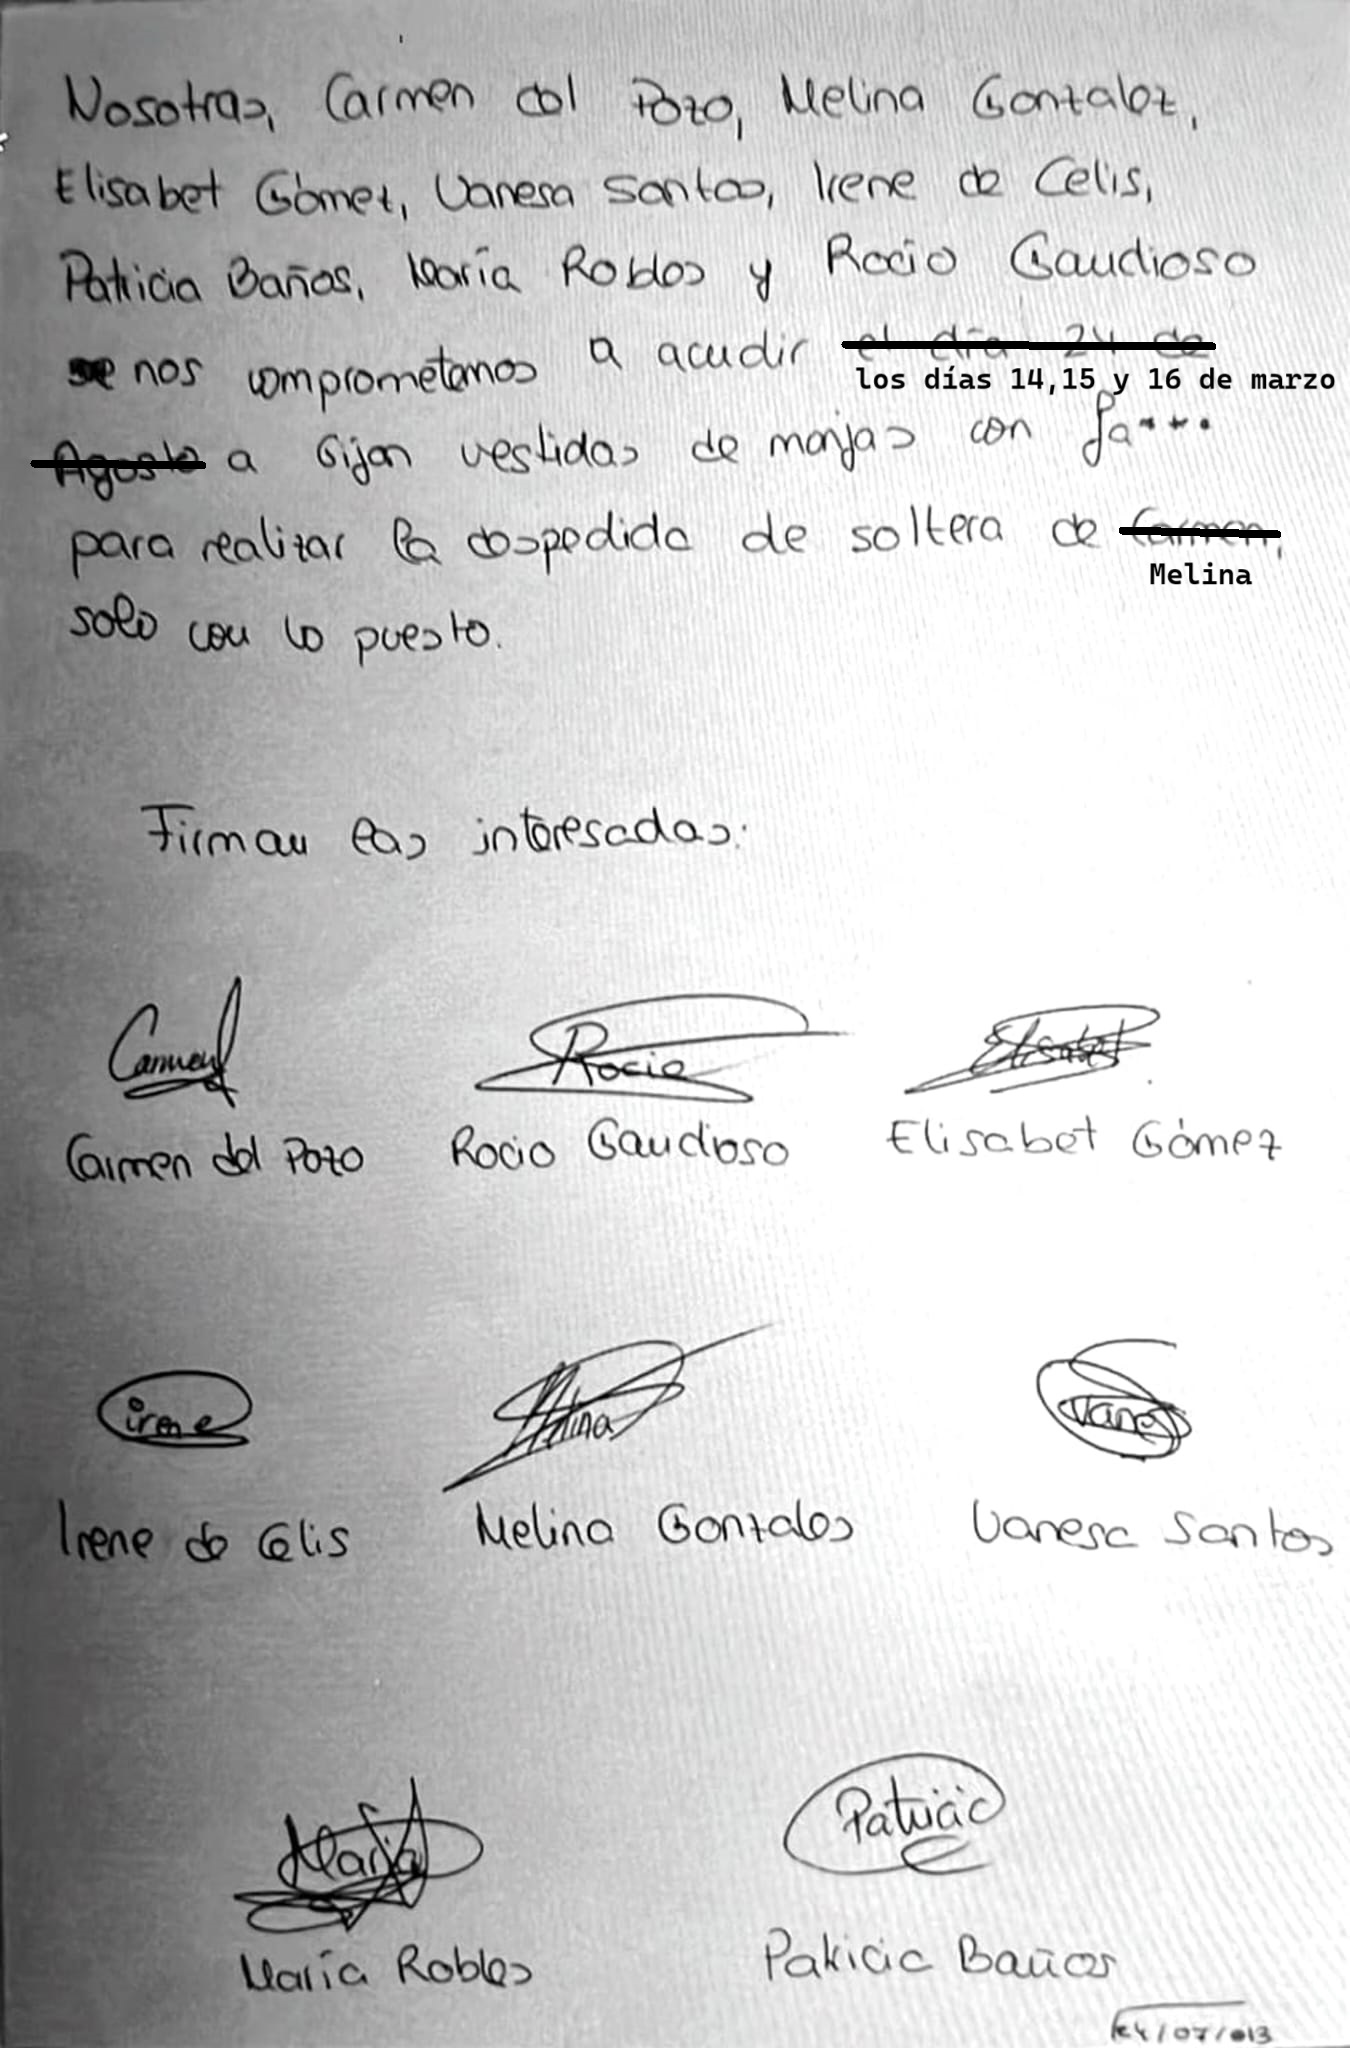 Nosotras, Carmen del Pozo, Melina Gonzalez,
Elisabet Gómez, Vanesa Santos, Irene de Celis,
Patricia Baños, María Robles y Rocio Gaudioso
se nos comprometemos a acudir el día 24 de
los días 14,15 y 16 de marzo
Agosto a Gijon vestidas de monjas con fa....
para realizar la despedida de soltera de Carmen,
Melina
solo con lo puesto.
Firman las interesadas:
Carmen Rocio Elisabet
Carmen del Pozo Rocio Gaudioso Elisabet Gómez
irene Melina Vanes
Irene de Celis Melina Gonzales Vanesa Santos
María Patricia
María Robles Patricia Baños
/07/013